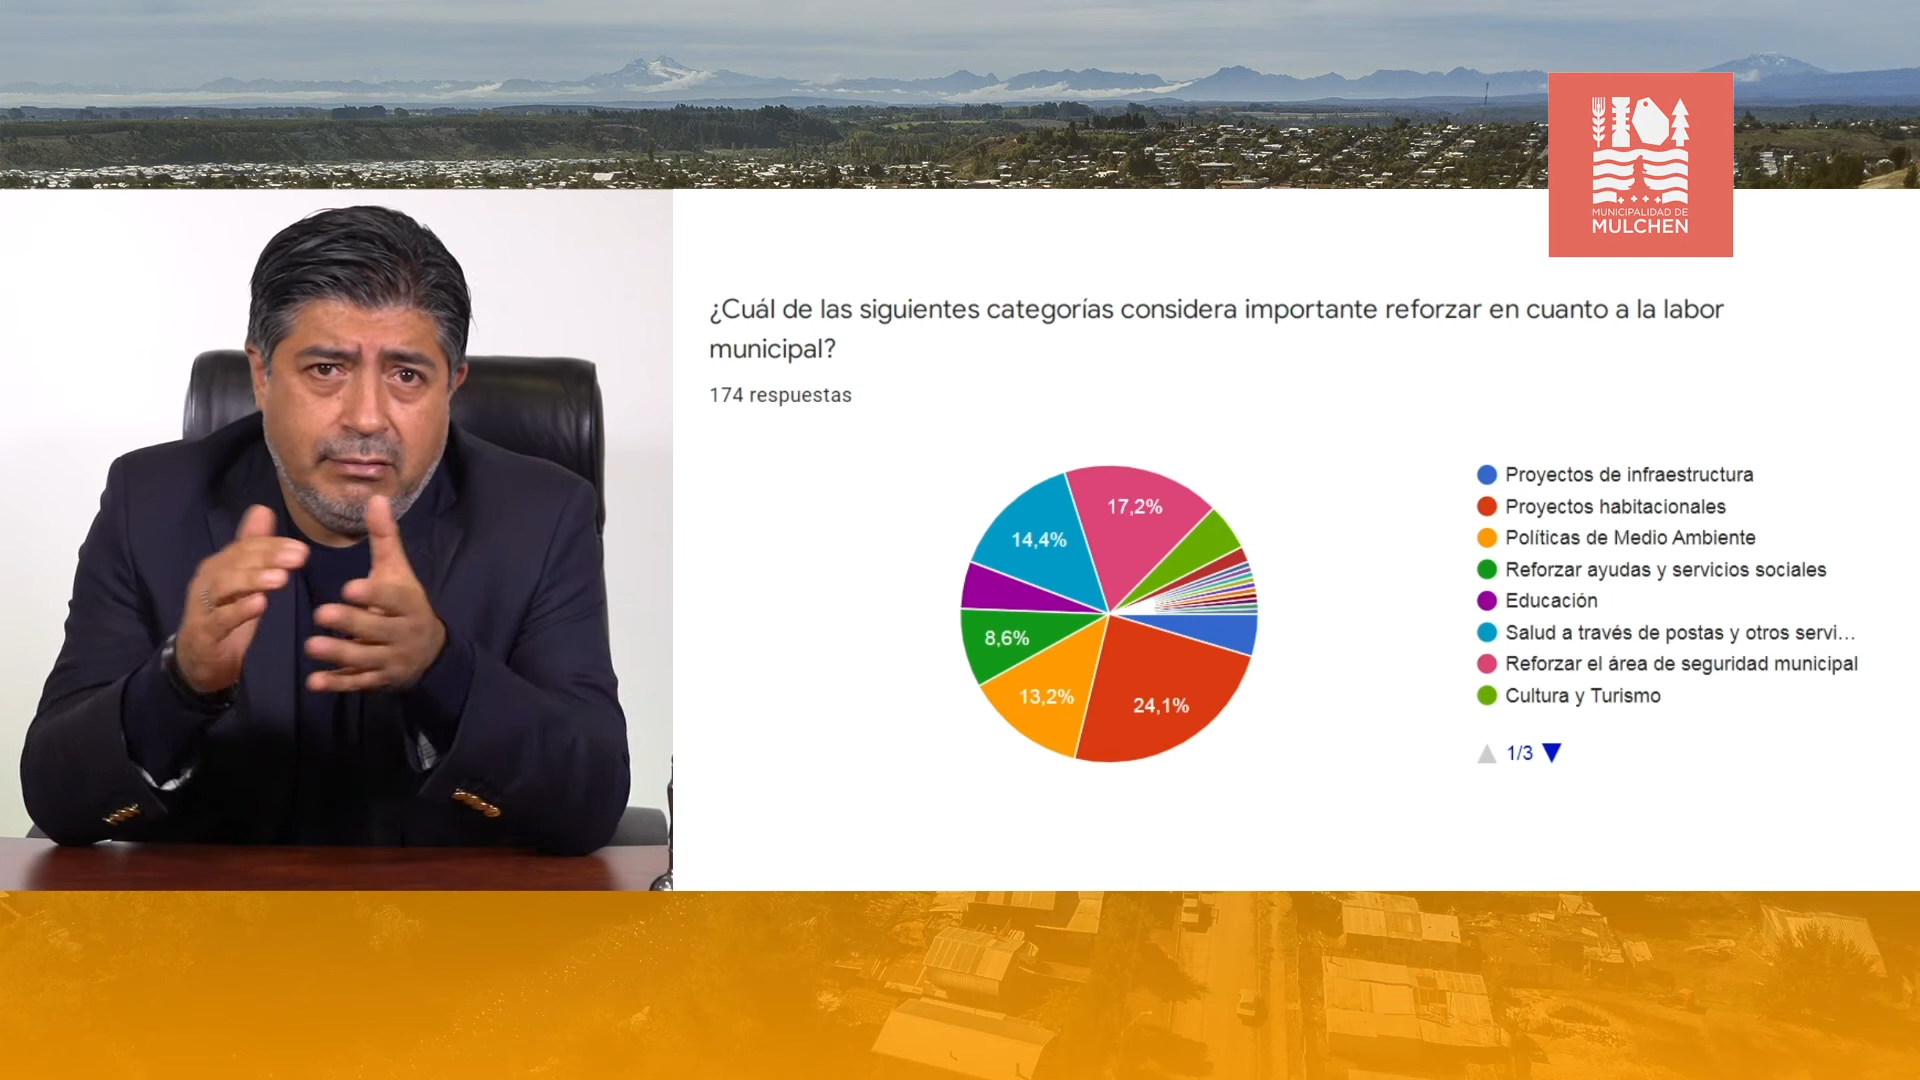 MUNICIPALIDAD DE
MULCHEN
¿Cuál de las siguientes categorías considera importante reforzar en cuanto a la labor
municipal?
174 respuestas
17,2%
14,4%
8,6%
13,2%
24,1%
Proyectos de infraestructura
Proyectos habitacionales
Políticas de Medio Ambiente
Reforzar ayudas y servicios sociales
Educación
Salud a través de postas y otros servi...
Reforzar el área de seguridad municipal
Cultura y Turismo
1/3